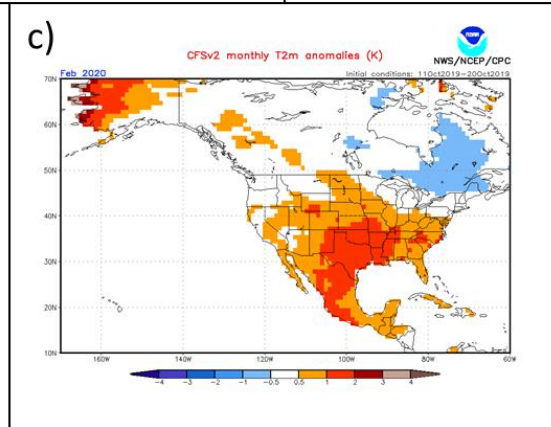 c)
NOAA
CFSv2 monthly T2m anomalies (K)
NWS/NCEP/CPC
Feb 2020
Initial conditions: 11Oct2019-20Oct2019
70N
60N
50N
40N
30N
20N
10N
160W 140W 120W 100W 80W 60W
-4 -3 -2 -1 -0.5 0.5 1 2 3 4